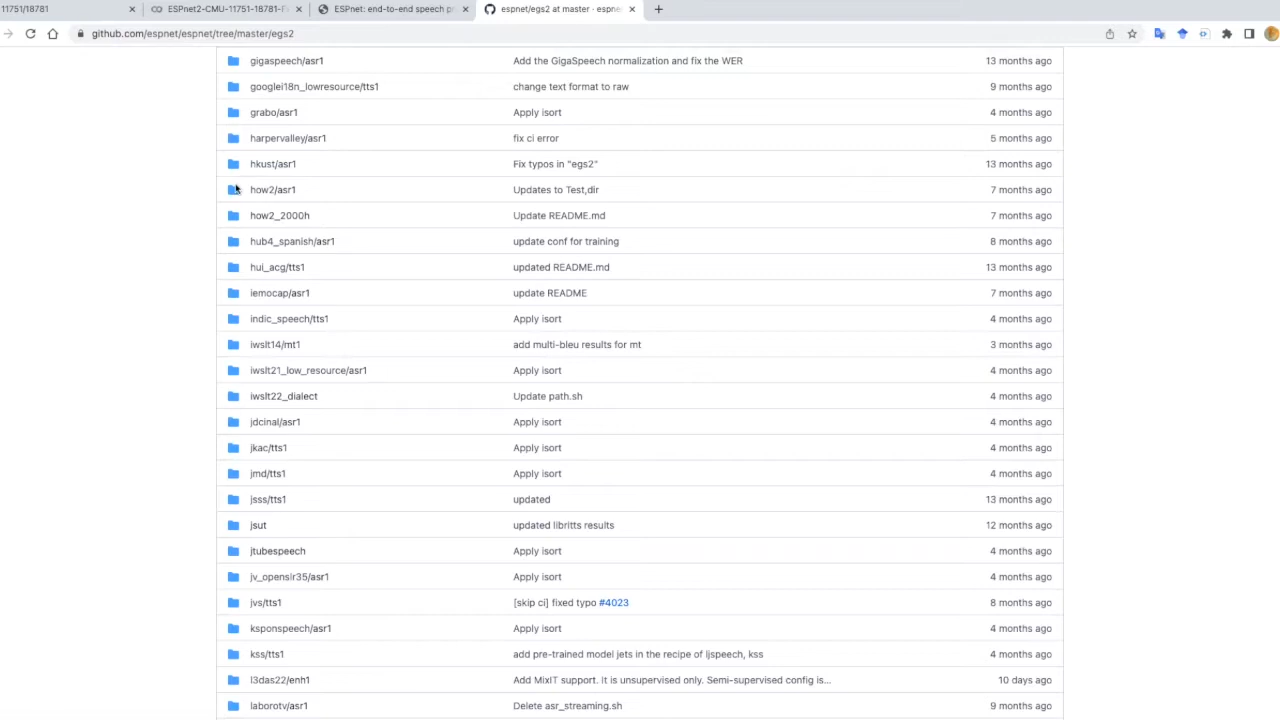 11751/18781
ESPnet2-CMU-11751-18781-F
ESPnet: end-to-end speech pr
espnet/egs2 at master · espne
github.com/espnet/espnet/tree/master/egs2
gigaspeech/asr1 Add the GigaSpeech normalization and fix the WER 13 months ago
googlei18n_lowresource/tts1 change text format to raw 9 months ago
grabo/asr1 Apply isort 4 months ago
harpervalley/asr1 fix ci error 5 months ago
hkust/asr1 Fix typos in "egs2" 13 months ago
how2/asr1 Updates to Test,dir 7 months ago
how2_2000h Update README.md 7 months ago
hub4_spanish/asr1 update conf for training 8 months ago
hui_acg/tts1 updated README.md 13 months ago
iemocap/asr1 update README 7 months ago
indic_speech/tts1 Apply isort 4 months ago
iwslt14/mt1 add multi-bleu results for mt 3 months ago
iwslt21_low_resource/asr1 Apply isort 4 months ago
iwslt22_dialect Update path.sh 4 months ago
jdcinal/asr1 Apply isort 4 months ago
jkac/tts1 Apply isort 4 months ago
jmd/tts1 Apply isort 4 months ago
jsss/tts1 updated 13 months ago
jsut updated libritts results 12 months ago
jtubespeech Apply isort 4 months ago
jv_openslr35/asr1 Apply isort 4 months ago
jvs/tts1 [skip ci] fixed typo #4023 8 months ago
ksponspeech/asr1 Apply isort 4 months ago
kss/tts1 add pre-trained model jets in the recipe of ljspeech, kss 4 months ago
l3das22/enh1 Add MixIT support. It is unsupervised only. Semi-supervised config is... 10 days ago
laborotv/asr1 Delete asr_streaming.sh 9 months ago